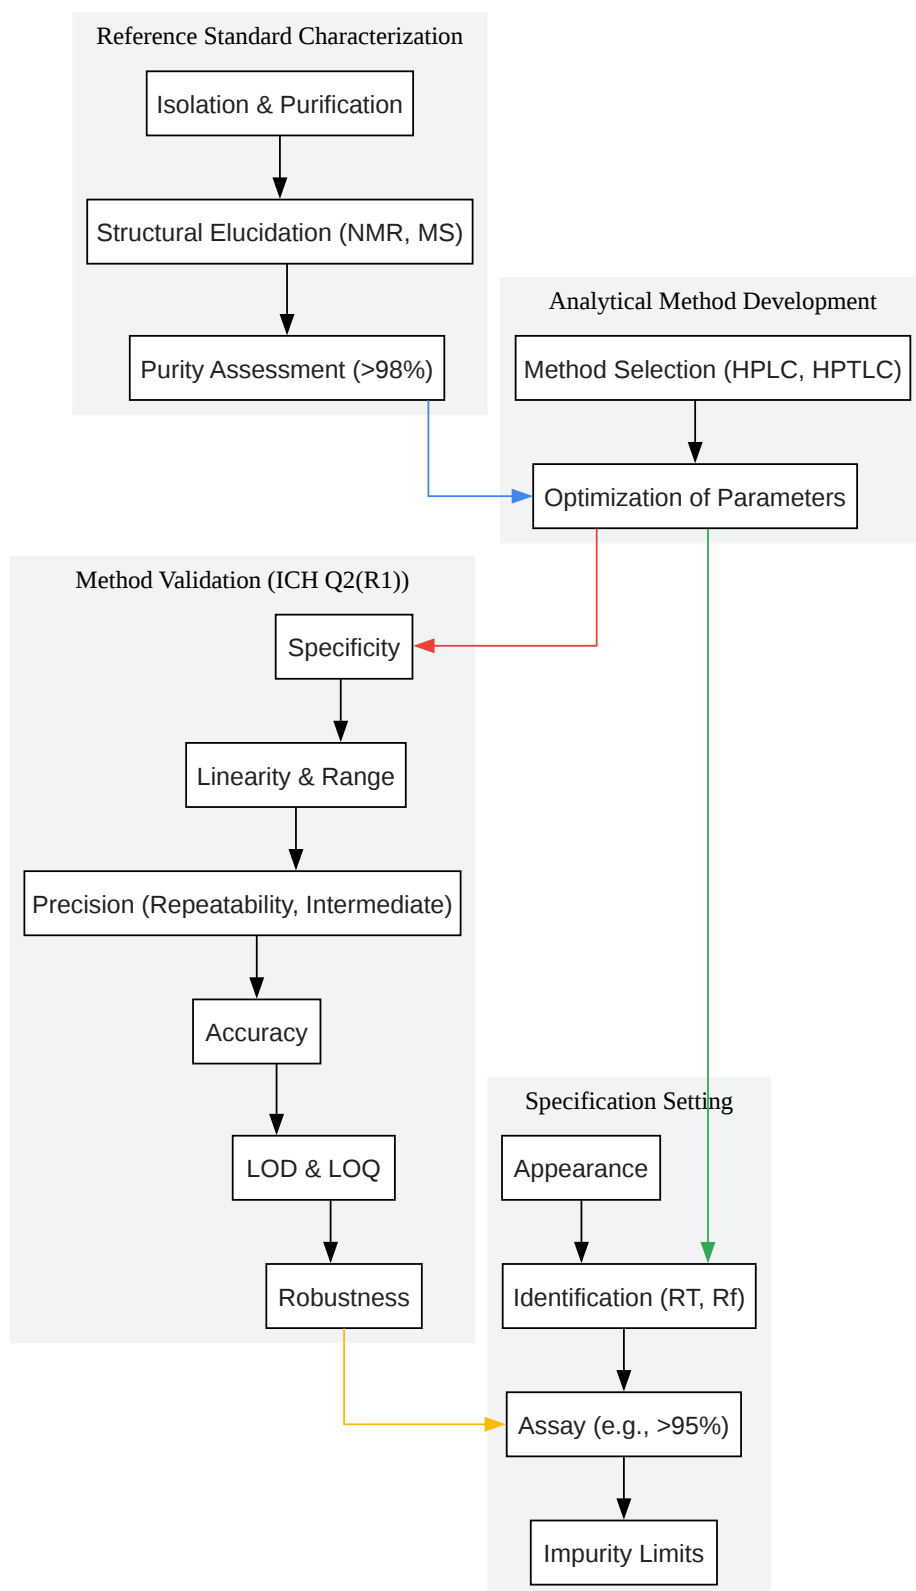 Reference Standard Characterization
Isolation & Purification
Structural Elucidation (NMR, MS)
Purity Assessment (>98%)
Analytical Method Development
Method Selection (HPLC, HPTLC)
Optimization of Parameters
Method Validation (ICH Q2(R1))
Specificity
Linearity & Range
Precision (Repeatability, Intermediate)
Accuracy
LOD & LOQ
Robustness
Specification Setting
Appearance
Identification (RT, Rf)
Assay (e.g., >95%)
Impurity Limits